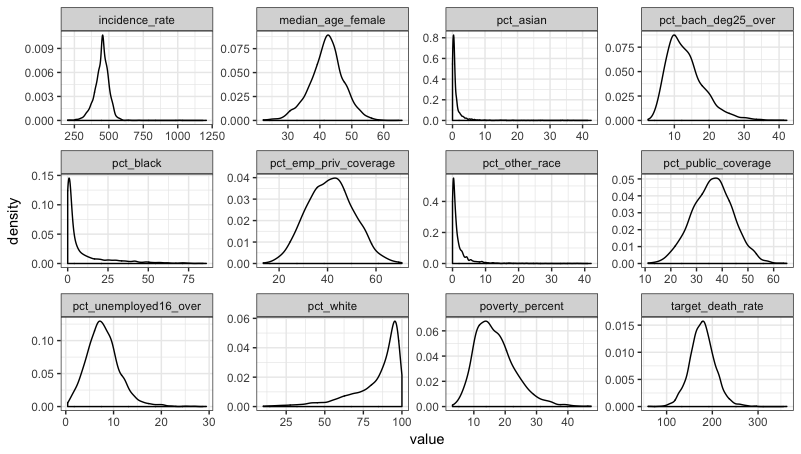 incidence_rate median_age_female pct_asian pct_bach_deg25_over
0.009 0.006 0.003 0.000
0.075 0.050 0.025 0.000
0.8 0.6 0.4 0.2 0.0
0.075 0.050 0.025 0.000
250 500 750 1000 1250 30 40 50 60 0 10 20 30 40 10 20 30 40
pct_black pct_emp_priv_coverage pct_other_race pct_public_coverage
0.15 0.10 0.05 0.00
0.04 0.03 0.02 0.01 0.00
0.4 0.2 0.0
0.05 0.04 0.03 0.02 0.01 0.00
0 25 50 75 20 40 60 0 10 20 30 40 10 20 30 40 50 60
pct_unemployed16_over pct_white poverty_percent target_death_rate
0.10 0.05 0.00
0.06 0.04 0.02 0.00
0.06 0.04 0.02 0.00
0.015 0.010 0.005 0.000
0 10 20 30 25 50 75 100 10 20 30 40 100 200 300
density
value